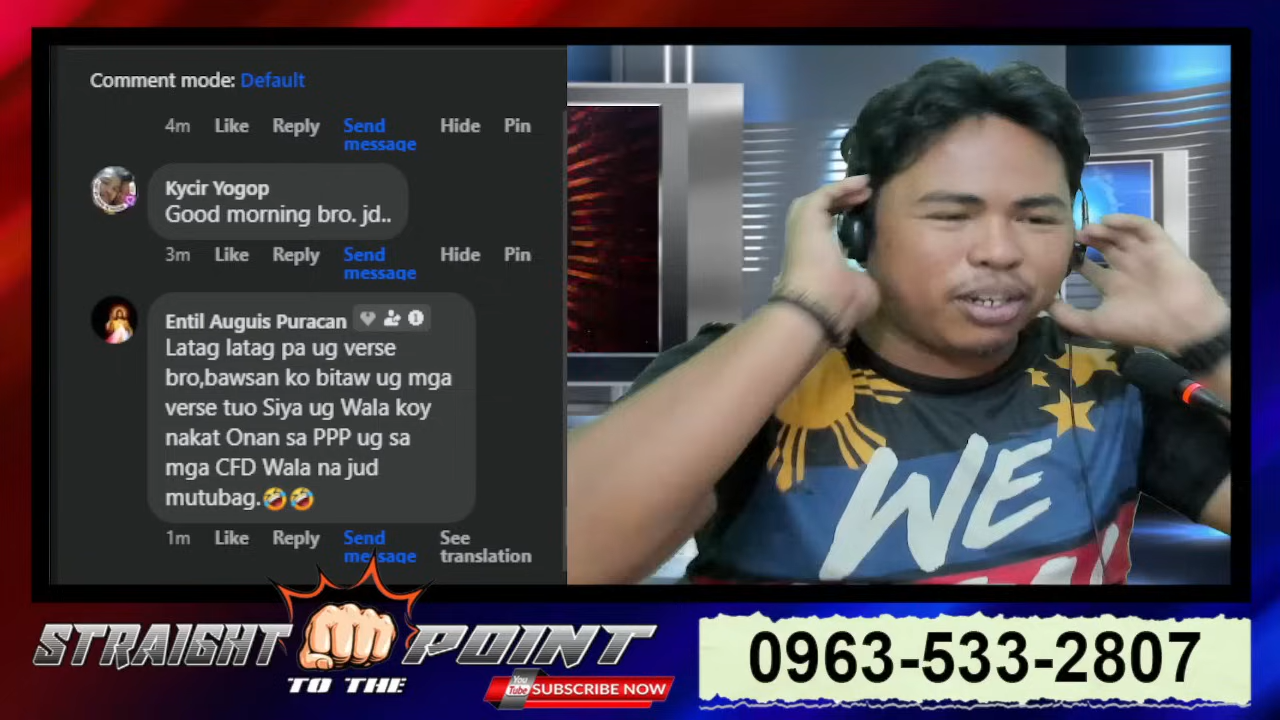 Comment mode: Default
4m Like Reply Send message Hide Pin
Kycir Yogop
Good morning bro. jd..
3m Like Reply Send message Hide Pin
Entil Auguis Puracan
Latag latag pa ug verse
bro,bawsan ko bitaw ug mga
verse tuo Siya ug Wala koy
nakat Onan sa PPP ug sa
mga CFD Wala na jud
mutubag.🤣🤣
1m Like Reply Send message See translation
WE
STRAIGHT POINT
TO THE
You Tube SUBSCRIBE NOW
0963-533-2807